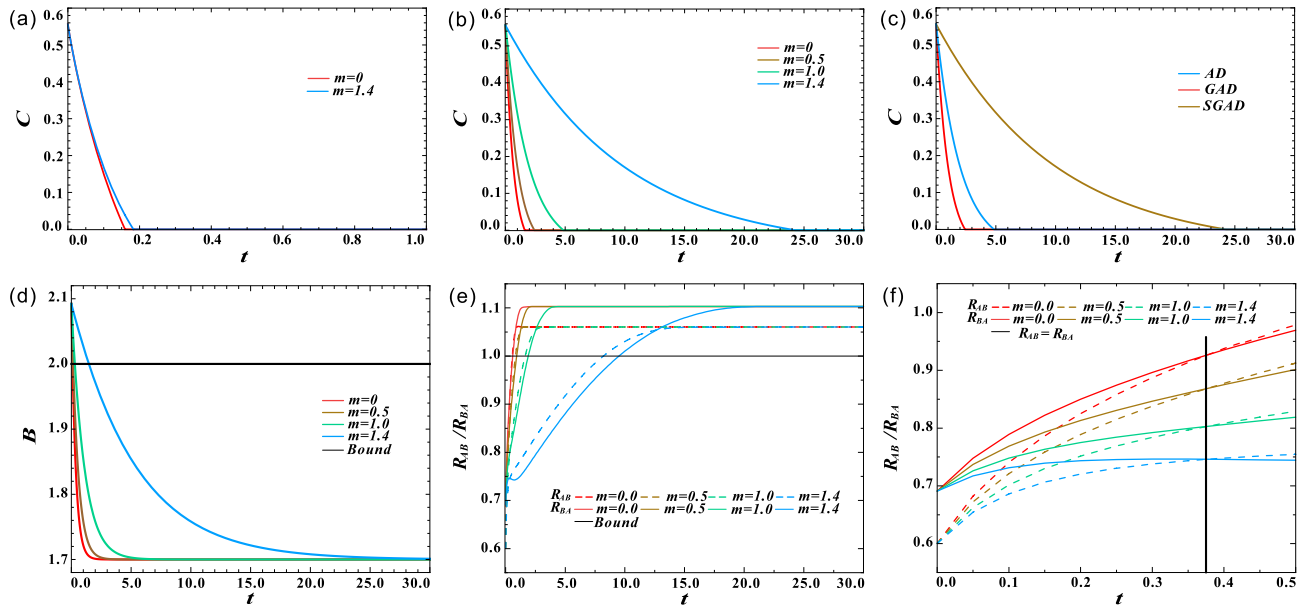 (a)
0.6
0.5
0.4
0.3
0.2
0.1
0.0
C
m=0
m=1.4
0.0 0.2 0.4 0.6 0.8 1.0
t
(b)
0.6
0.5
0.4
0.3
0.2
0.1
0.0
C
m=0
m=0.5
m=1.0
m=1.4
0.0 5.0 10.0 15.0 20.0 25.0 30.0
t
(c)
0.6
0.5
0.4
0.3
0.2
0.1
0.0
C
AD
GAD
SGAD
0.0 5.0 10.0 15.0 20.0 25.0 30.0
t
(d)
2.1
2.0
1.9
1.8
1.7
B
m=0
m=0.5
m=1.0
m=1.4
Bound
0.0 5.0 10.0 15.0 20.0 25.0 30.0
t
(e)
1.1
1.0
0.9
0.8
0.7
0.6
R_AB /R_BA
R_AB m=0.0 m=0.5 m=1.0 m=1.4
R_BA m=0.0 m=0.5 m=1.0 m=1.4
Bound
0.0 5.0 10.0 15.0 20.0 25.0 30.0
t
(f)
1.0
0.9
0.8
0.7
0.6
R_AB /R_BA
R_AB m=0.0 m=0.5 m=1.0 m=1.4
R_BA m=0.0 m=0.5 m=1.0 m=1.4
R_AB = R_BA
0.0 0.1 0.2 0.3 0.4 0.5
t